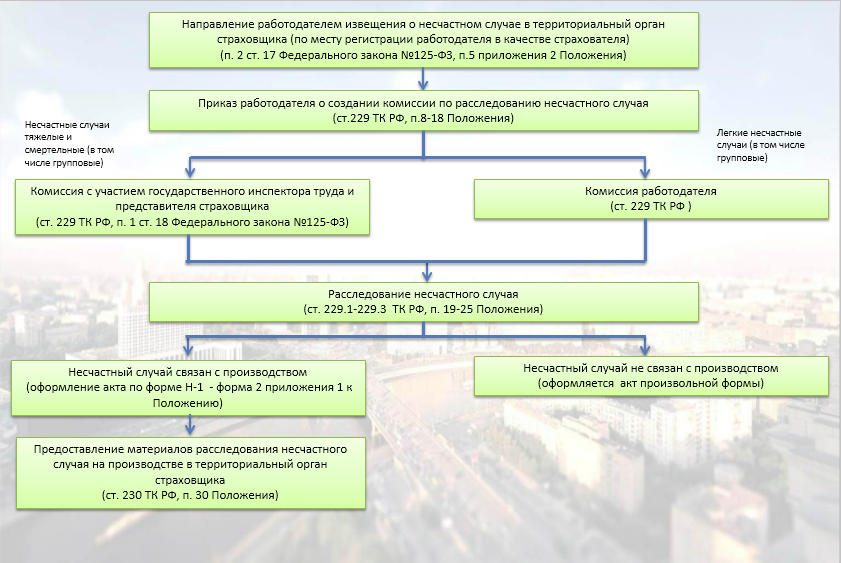 Направление работодателем извещения о несчастном случае в территориальный орган
страховщика (по месту регистрации работодателя в качестве страхователя)
(п. 2 ст. 17 Федерального закона №125-ФЗ, п.5 приложения 2 Положения)
Приказ работодателя о создании комиссии по расследованию несчастного случая
(ст.229 ТК РФ, п.8-18 Положения)
Несчастные случаи
тяжелые и
смертельные (в том
числе групповые)
Легкие несчастные
случаи (в том числе
групповые)
Комиссия с участием государственного инспектора труда и
представителя страховщика
(ст. 229 ТК РФ, п. 1 ст. 18 Федерального закона №125-ФЗ)
Комиссия работодателя
(ст. 229 ТК РФ )
Расследование несчастного случая
(ст. 229.1-229.3 ТК РФ, п. 19-25 Положения)
Несчастный случай связан с производством
(оформление акта по форме Н-1 - форма 2 приложения 1 к
Положению)
Несчастный случай не связан с производством
(оформляется акт произвольной формы)
Предоставление материалов расследования несчастного
случая на производстве в территориальный орган
страховщика
(ст. 230 ТК РФ, п. 30 Положения)